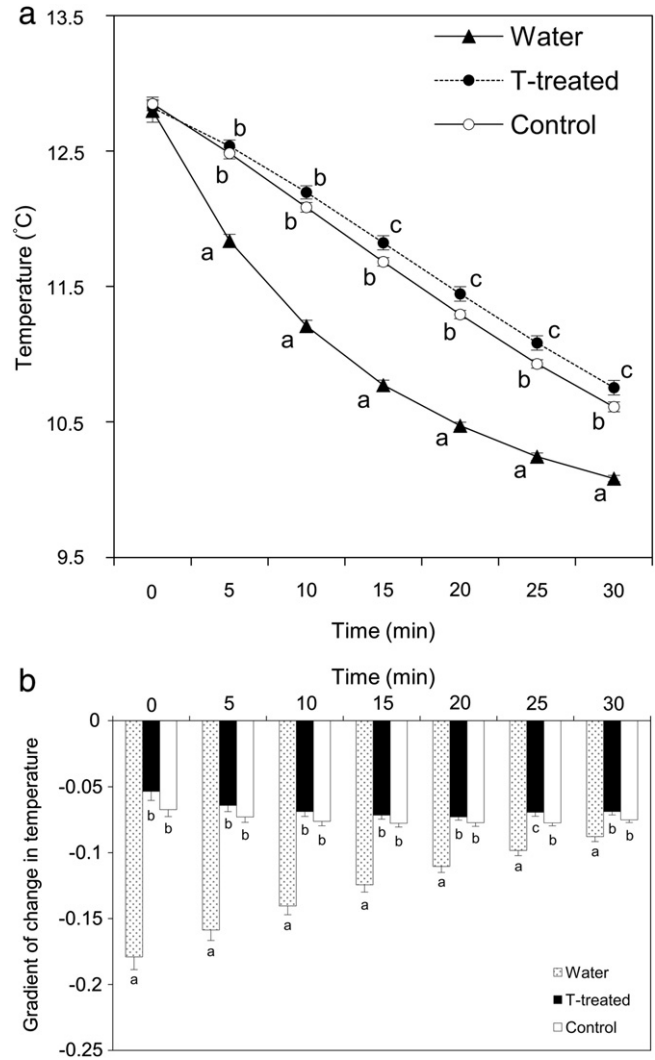 a
13.5
12.5
11.5
10.5
9.5
Temperature (°C)
Water
T-treated
Control
b
b
c
c
c
c
b
b
b
b
b
b
a
a
a
a
a
a
0 5 10 15 20 25 30
Time (min)
b
Time (min)
0 5 10 15 20 25 30
0
-0.05
-0.1
-0.15
-0.2
-0.25
Gradient of change in temperature
b b b b b b b b b b c b b b
a
a
a
a
a
a
a
Water
T-treated
Control